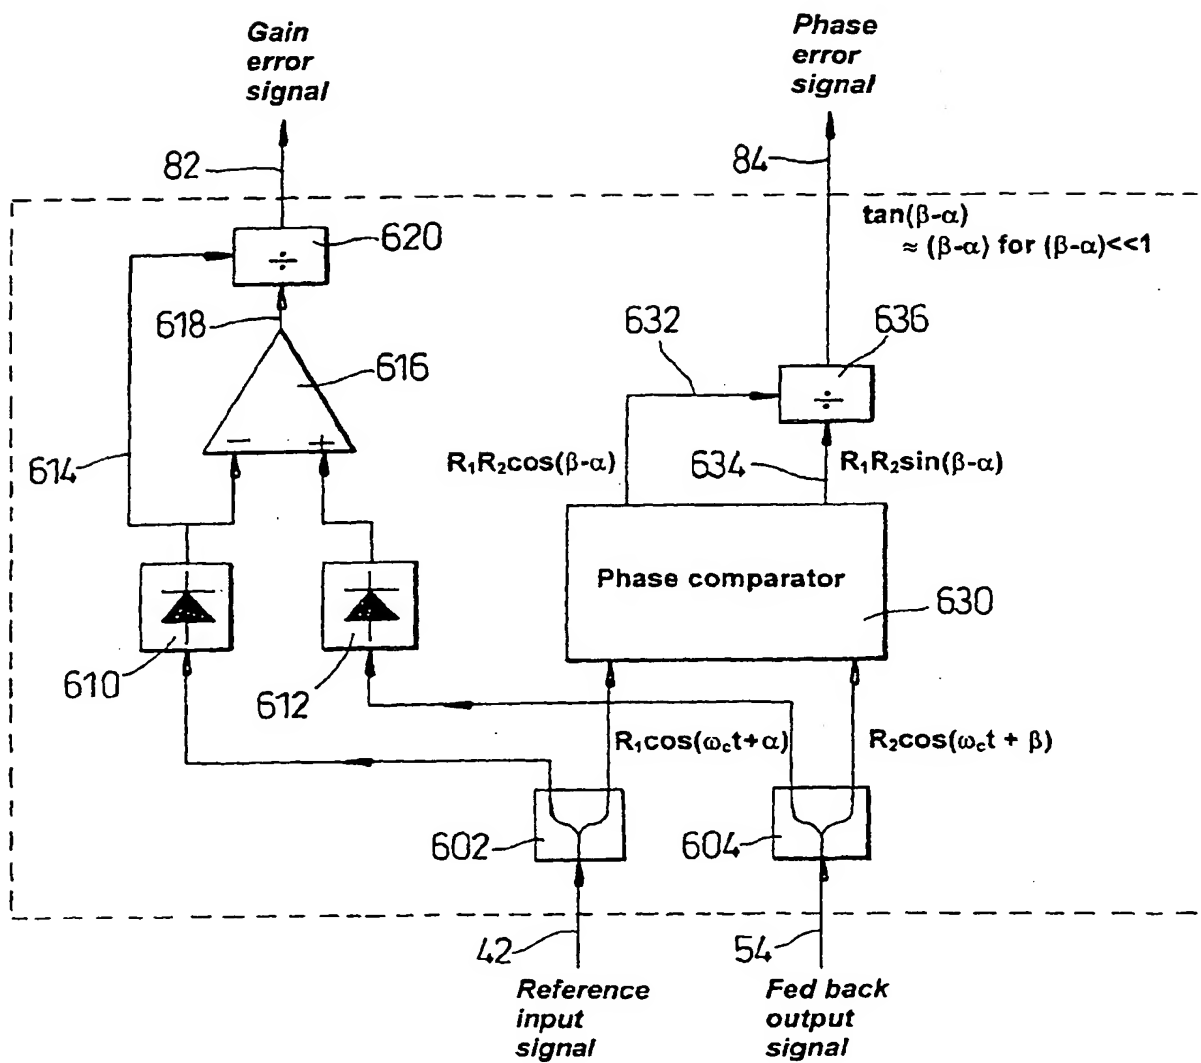 Gain
error
signal
Phase
error
signal
82
84
tan(β-α)
≈ (β-α) for (β-α)<<1
620
÷
618
632
636
÷
616
− +
614
R₁R₂cos(β-α)
634
R₁R₂sin(β-α)
Phase comparator
630
610
612
R₁cos(ω꜀t+α)
R₂cos(ω꜀t + β)
602
604
42
54
Reference
input
signal
Fed back
output
signal